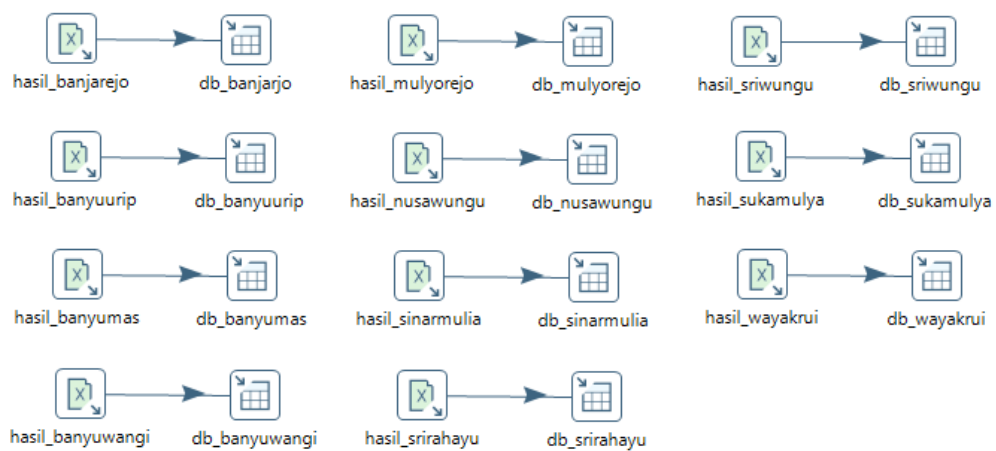 hasil_banjarejo db_banjarjo hasil_mulyorejo db_mulyorejo hasil_sriwungu db_sriwungu
hasil_banyuurip db_banyuurip hasil_nusawungu db_nusawungu hasil_sukamulya db_sukamulya
hasil_banyumas db_banyumas hasil_sinarmulia db_sinarmulia hasil_wayakrui db_wayakrui
hasil_banyuwangi db_banyuwangi hasil_srirahayu db_srirahayu